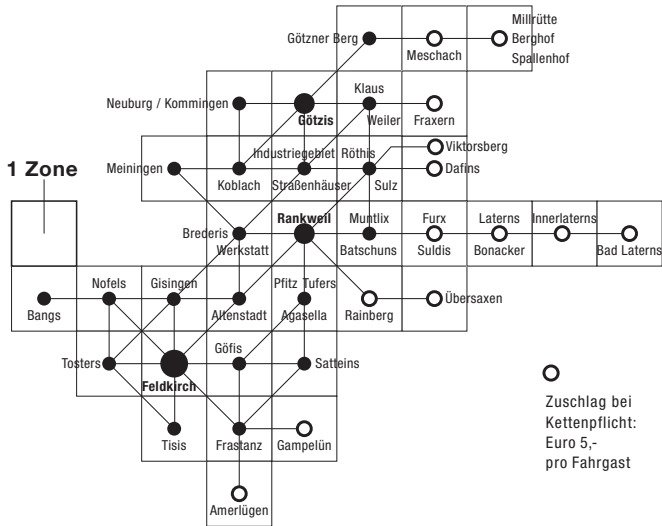 Millrütte
Götzner Berg
Berghof
Meschach
Spallenhof
Klaus
Neuburg / Kommingen
Götzis
Weiler
Fraxern
Industriegebiet
Röthis
Viktorsberg
1 Zone
Meiningen
Dafins
Koblach
Straßenhäuser
Sulz
Rankweil
Muntlix
Furx
Laterns
Innerlaterns
Brederis
Werkstatt
Batschuns
Suldis
Bonacker
Bad Laterns
Nofels
Gisingen
Pfitz Tufers
Übersaxen
Bangs
Altenstadt
Agasella
Rainberg
Göfis
Tosters
Satteins
Feldkirch
Zuschlag bei
Kettenpflicht:
Euro 5,-
pro Fahrgast
Tisis
Frastanz
Gampelün
Amerlügen